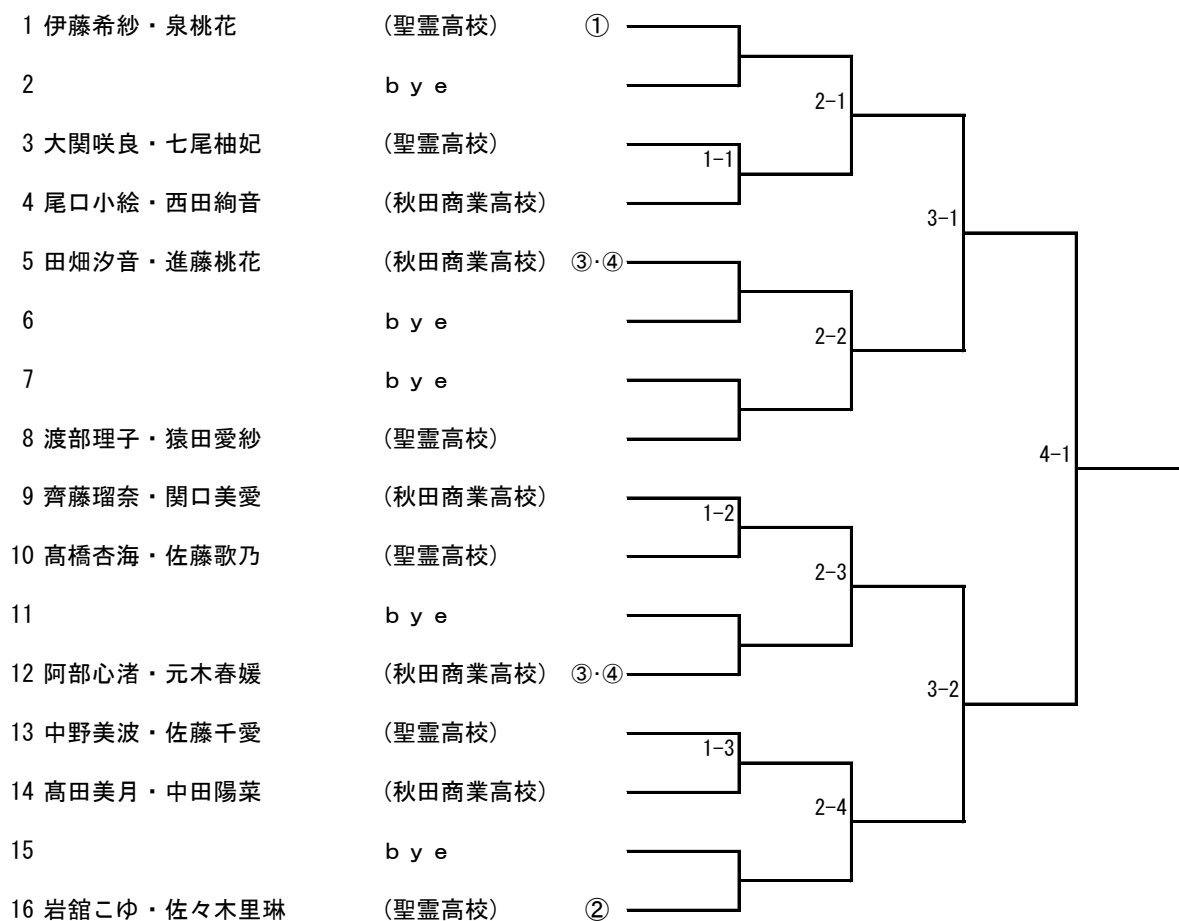 1 伊藤希紗・泉桃花 (聖霊高校) ①
2 ｂｙｅ
2-1
3 大関咲良・七尾柚妃 (聖霊高校)
1-1
4 尾口小絵・西田絢音 (秋田商業高校)
3-1
5 田畑汐音・進藤桃花 (秋田商業高校) ③・④
6 ｂｙｅ
2-2
7 ｂｙｅ
8 渡部理子・猿田愛紗 (聖霊高校)
4-1
9 齊藤瑠奈・関口美愛 (秋田商業高校)
1-2
10 髙橋杏海・佐藤歌乃 (聖霊高校)
2-3
11 ｂｙｅ
12 阿部心渚・元木春媛 (秋田商業高校) ③・④
3-2
13 中野美波・佐藤千愛 (聖霊高校)
1-3
14 髙田美月・中田陽菜 (秋田商業高校)
2-4
15 ｂｙｅ
16 岩舘こゆ・佐々木里琳 (聖霊高校) ②